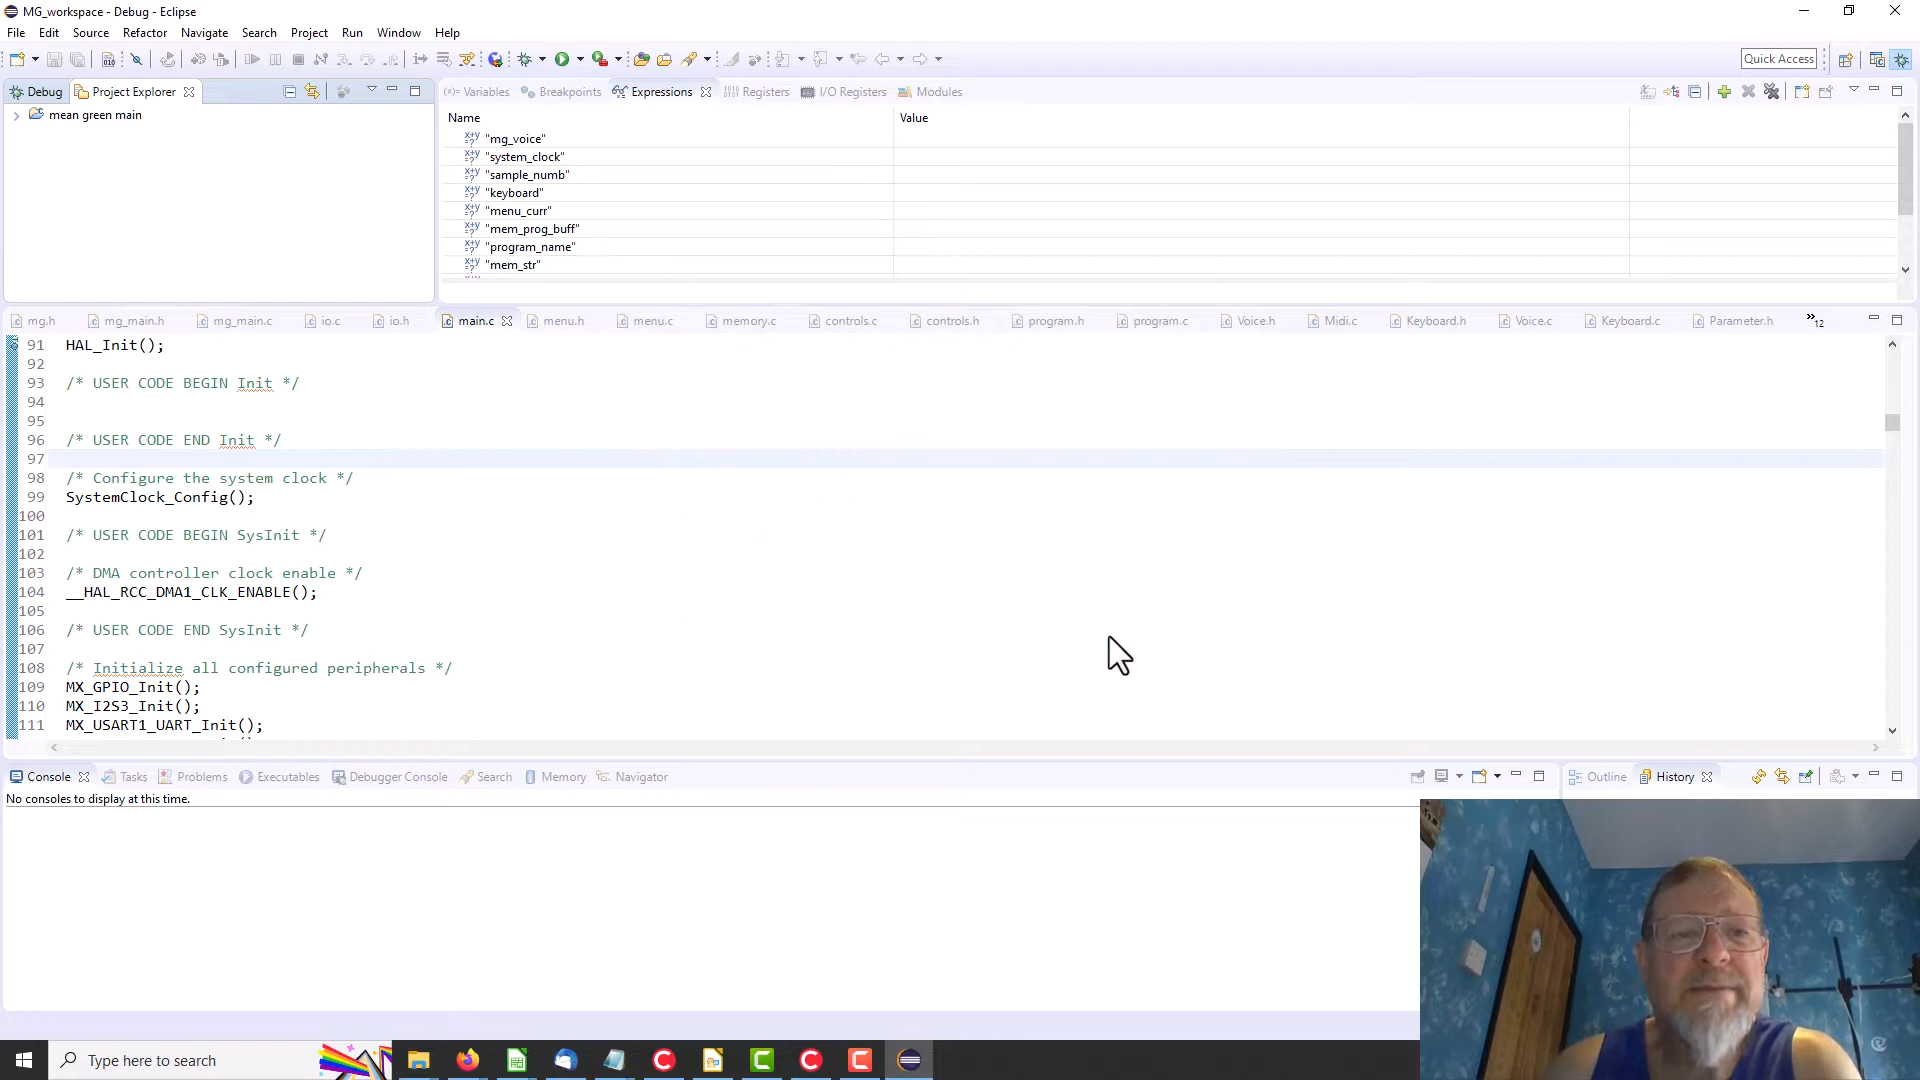 MG_workspace - Debug - Eclipse
File Edit Source Refactor Navigate Search Project Run Window Help
Quick Access
Debug Project Explorer
mean green main
(x)= Variables Breakpoints Expressions Registers I/O Registers Modules
Name Value
"mg_voice"
"system_clock"
"sample_numb"
"keyboard"
"menu_curr"
"mem_prog_buff"
"program_name"
"mem_str"
mg.h mg_main.h mg_main.c io.c io.h main.c menu.h menu.c memory.c controls.c controls.h program.h program.c Voice.h Midi.c Keyboard.h Voice.c Keyboard.c Parameter.h »12
91 HAL_Init();
92
93 /* USER CODE BEGIN Init */
94
95
96 /* USER CODE END Init */
97
98 /* Configure the system clock */
99 SystemClock_Config();
100
101 /* USER CODE BEGIN SysInit */
102
103 /* DMA controller clock enable */
104 __HAL_RCC_DMA1_CLK_ENABLE();
105
106 /* USER CODE END SysInit */
107
108 /* Initialize all configured peripherals */
109 MX_GPIO_Init();
110 MX_I2S3_Init();
111 MX_USART1_UART_Init();
Console Tasks Problems Executables Debugger Console Search Memory Navigator
Outline History
No consoles to display at this time.
Type here to search